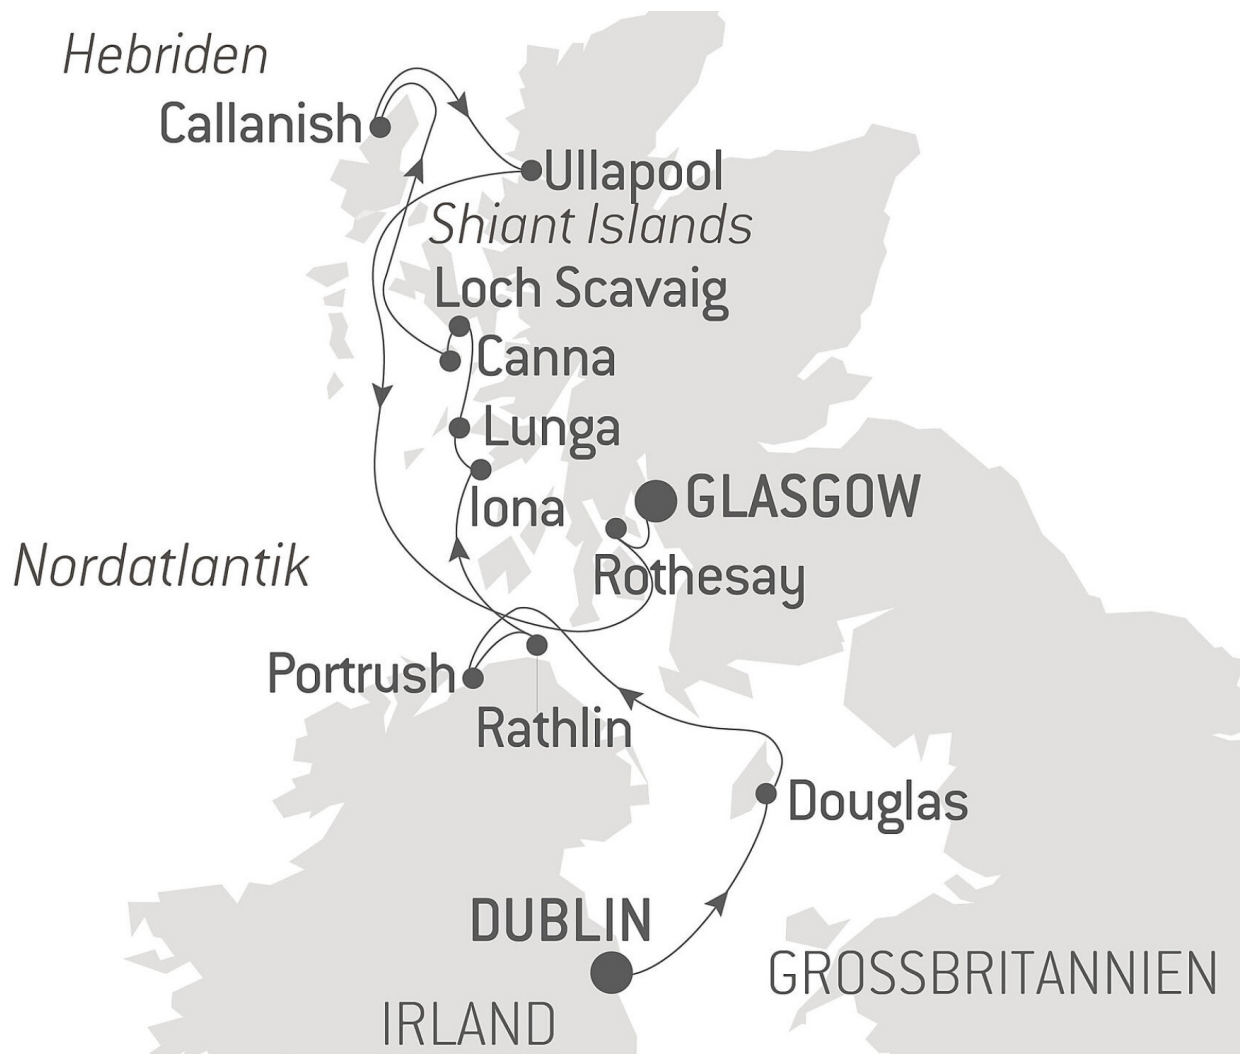 Hebriden
Callanish
Ullapool
Shiant Islands
Loch Scavaig
Canna
Lunga
Iona
GLASGOW
Rothesay
Nordatlantik
Portrush
Rathlin
Douglas
DUBLIN
GROSSBRITANNIEN
IRLAND